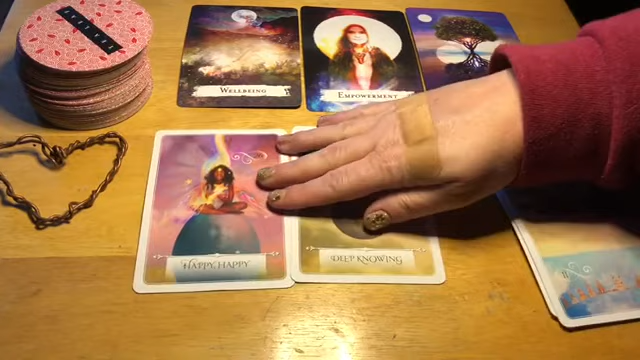 WELLBEING
EMPOWERMENT
HAPPY, HAPPY
DEEP KNOWING